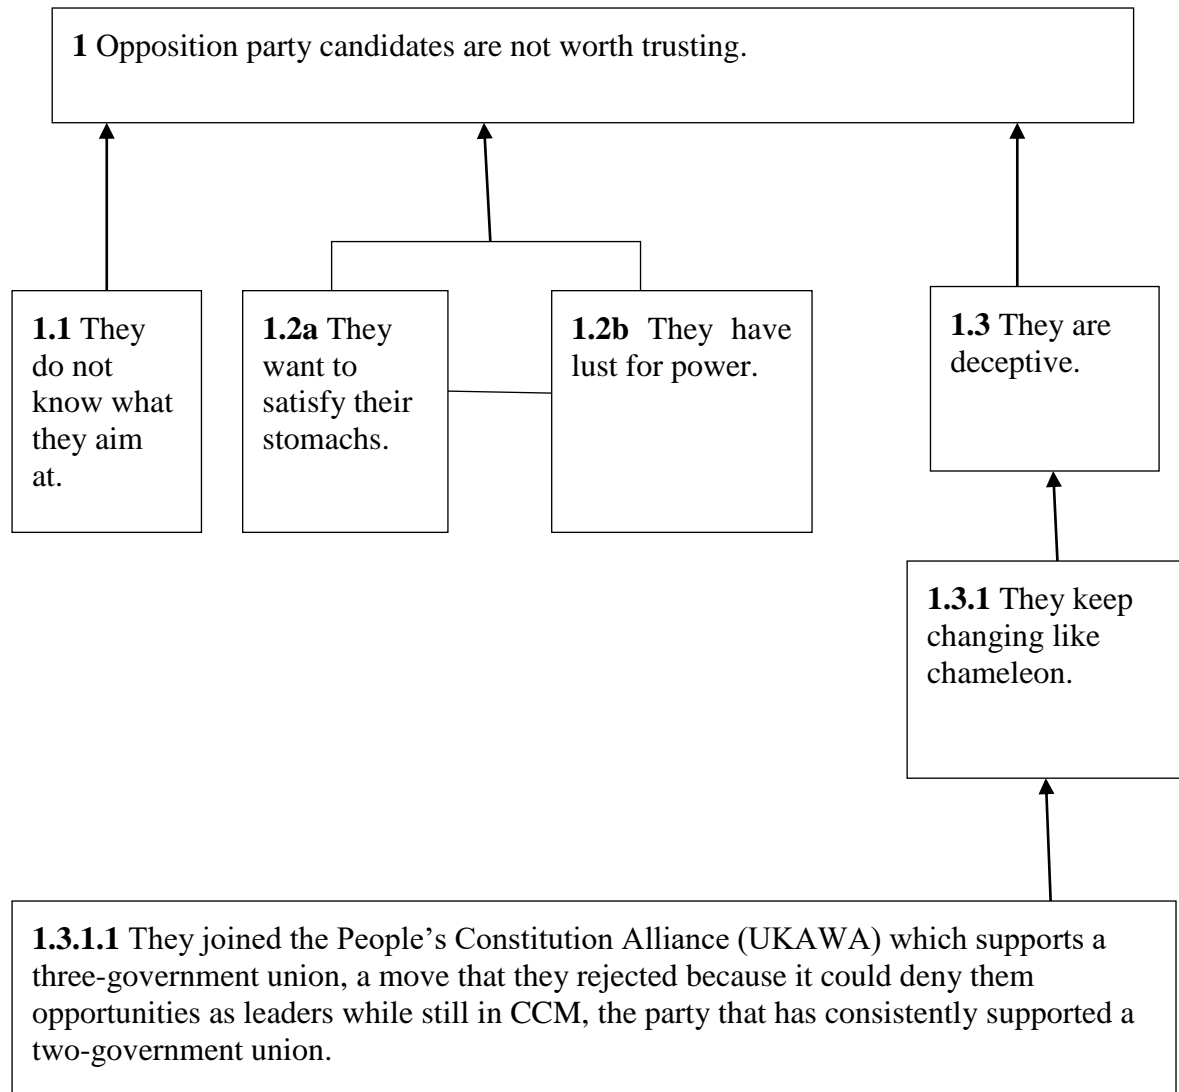 1 Opposition party candidates are not worth trusting.
1.1 They
do not
know what
they aim
at.
1.2a They
want to
satisfy their
stomachs.
1.2b They have
lust for power.
1.3 They are
deceptive.
1.3.1 They keep
changing like
chameleon.
1.3.1.1 They joined the People’s Constitution Alliance (UKAWA) which supports a
three-government union, a move that they rejected because it could deny them
opportunities as leaders while still in CCM, the party that has consistently supported a
two-government union.